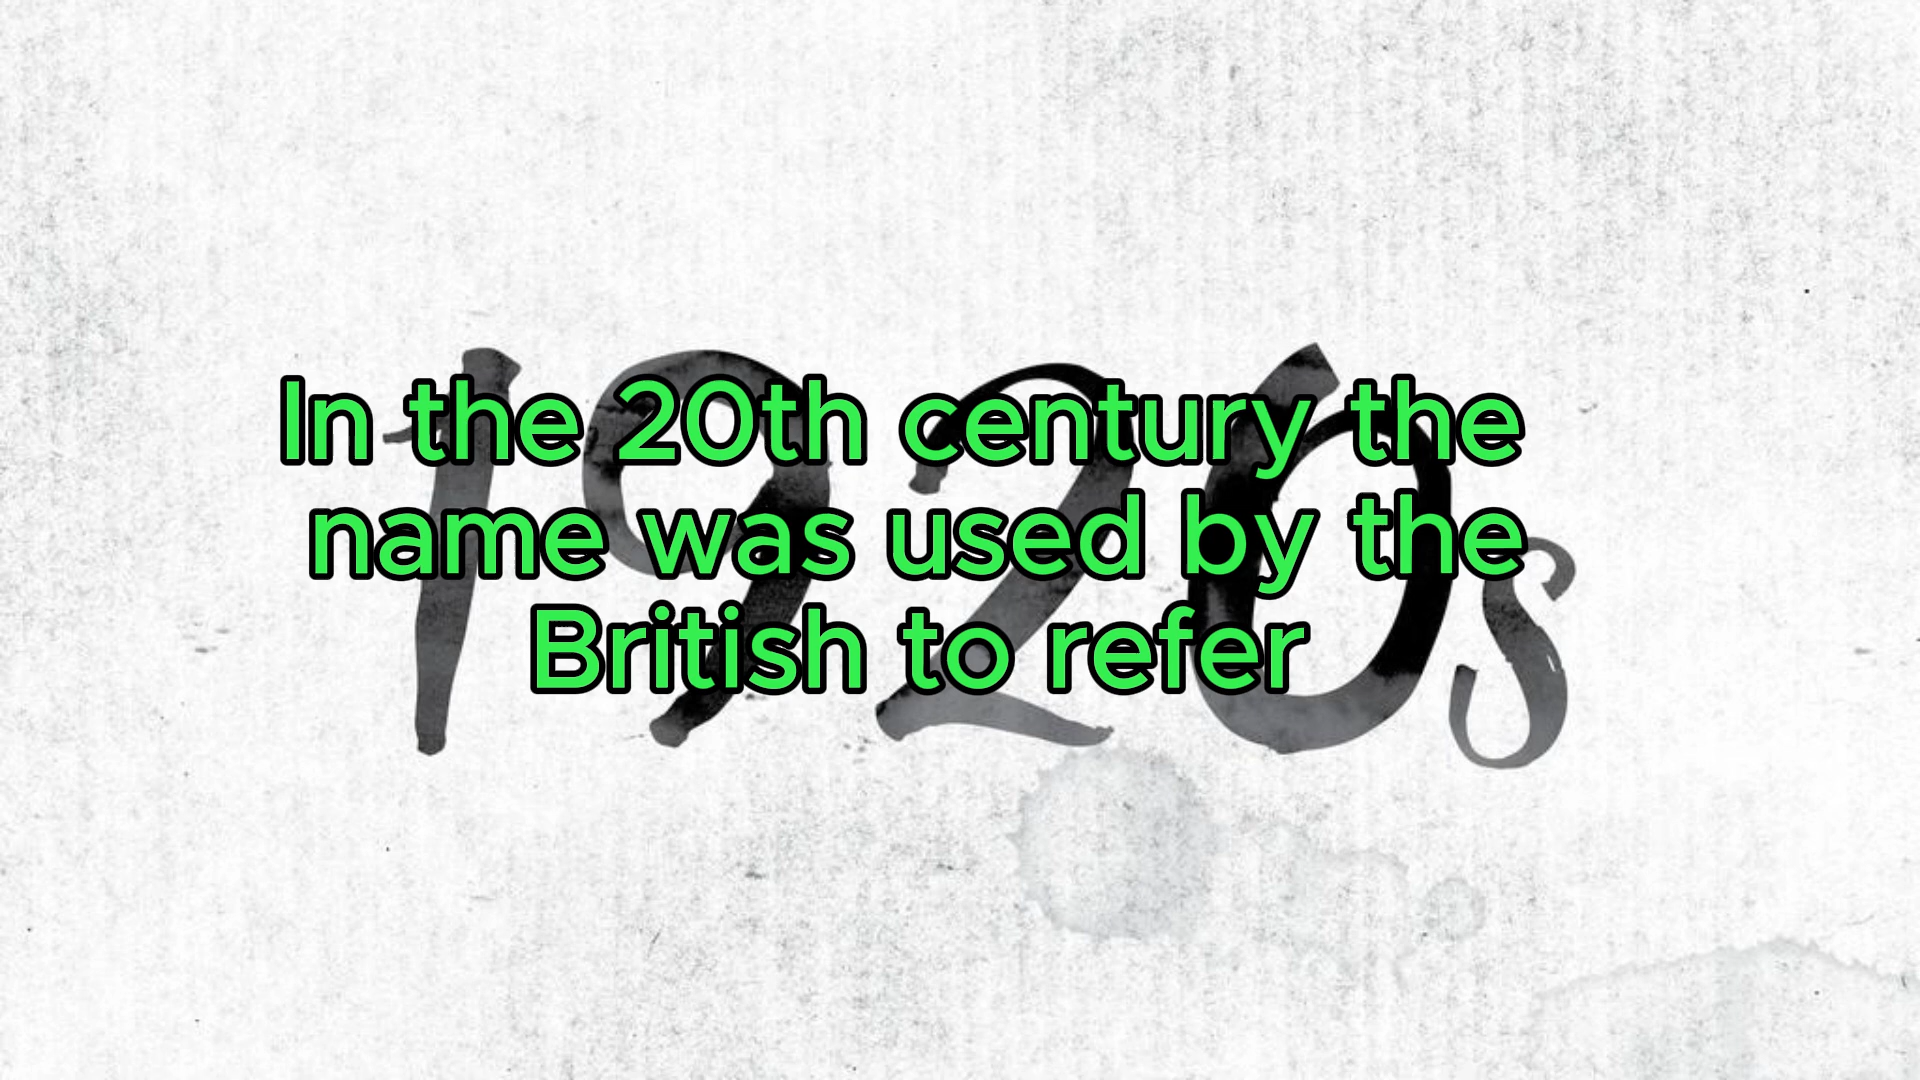 In the 20th century the
name was used by the
British to refer
1920s